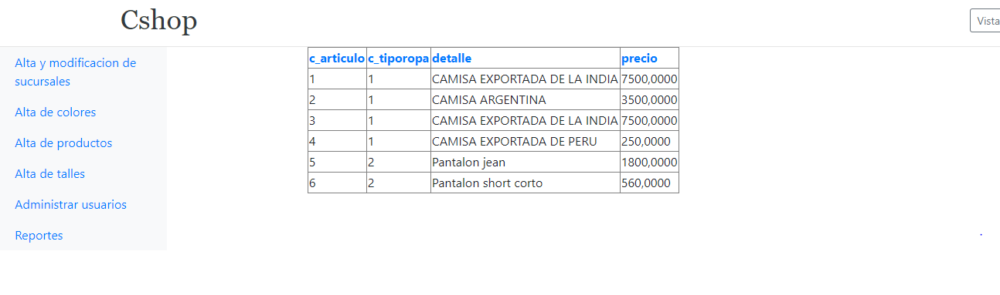 Cshop
Vista
Alta y modificacion de
sucursales
Alta de colores
Alta de productos
Alta de talles
Administrar usuarios
Reportes
c_articulo c_tiporopa detalle precio
1 1 CAMISA EXPORTADA DE LA INDIA 7500,0000
2 1 CAMISA ARGENTINA 3500,0000
3 1 CAMISA EXPORTADA DE LA INDIA 7500,0000
4 1 CAMISA EXPORTADA DE PERU 250,0000
5 2 Pantalon jean 1800,0000
6 2 Pantalon short corto 560,0000